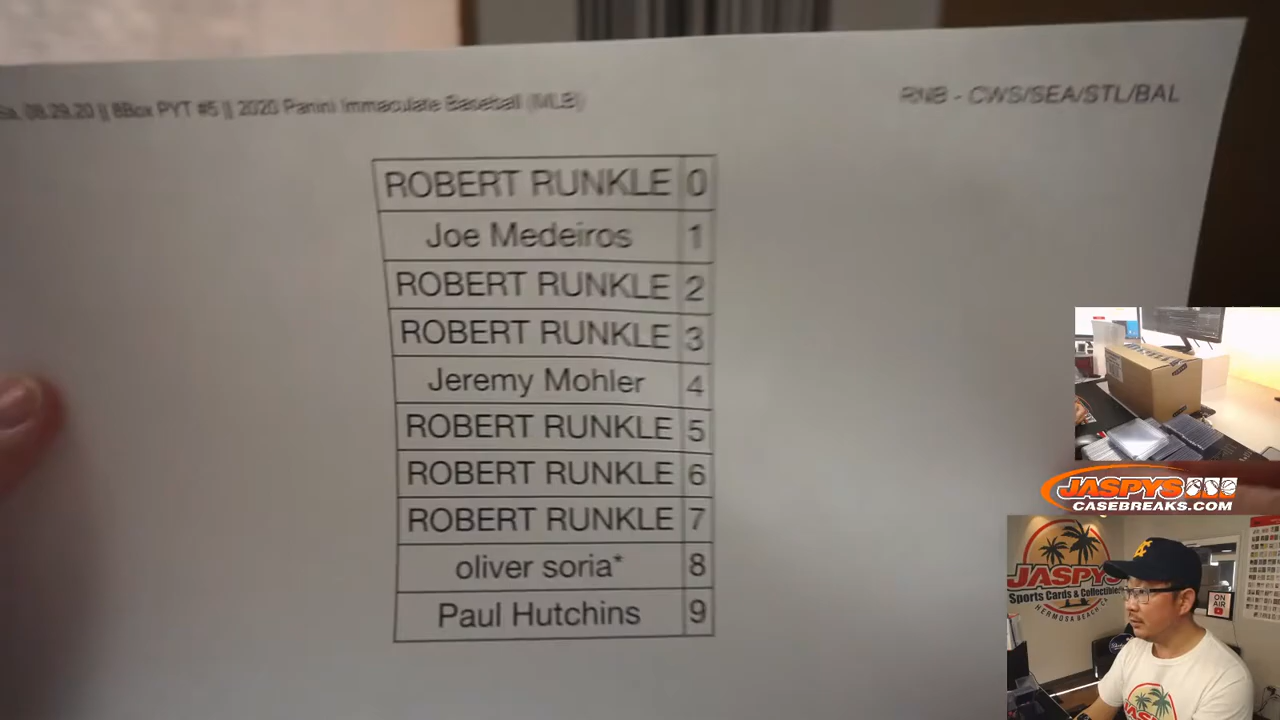 Sa, 08.29.20 || 8Box PYT #5 || 2020 Panini Immaculate Baseball (MLB)
RNB - CWS/SEA/STL/BAL
ROBERT RUNKLE 0
Joe Medeiros 1
ROBERT RUNKLE 2
ROBERT RUNKLE 3
Jeremy Mohler 4
ROBERT RUNKLE 5
ROBERT RUNKLE 6
ROBERT RUNKLE 7
oliver soria* 8
Paul Hutchins 9
JASPYS
CASEBREAKS.COM
JASPYS
Sports Cards & Collectibles
HERMOSA BEACH CA
ON AIR